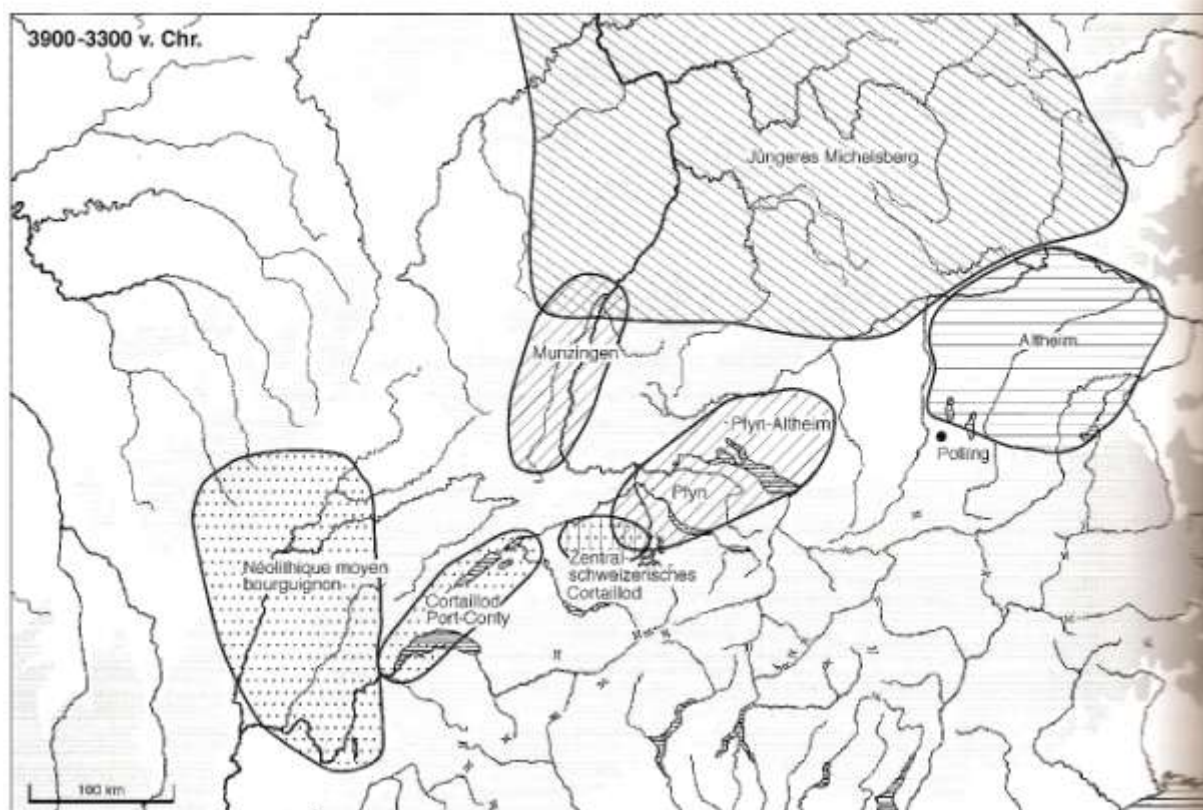 3900-3300 v. Chr.
Jüngeres Michelsberg
Munzingen
Altheim
Pfyn-Altheim
Polling
Pfyn
Néolithique moyen
bourguignon
Zentral
schweizerisches
Cortaillod
Cortaillod
Port-Conty
100 km